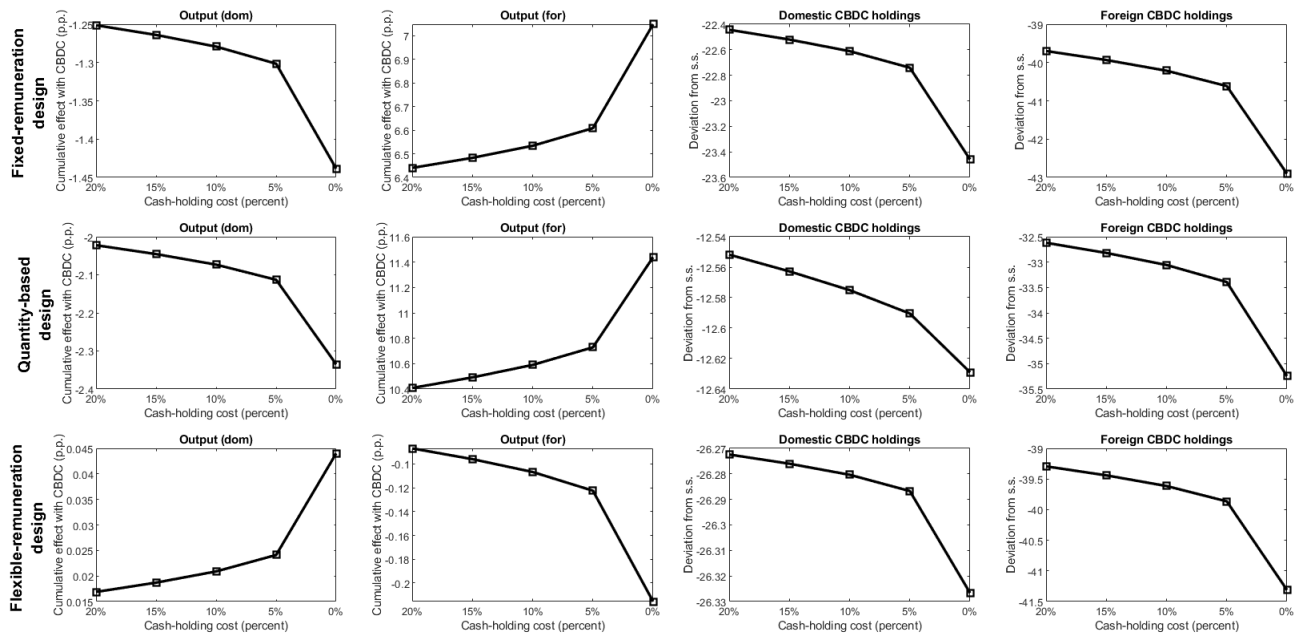 Fixed-remuneration
design
Output (dom)
Cumulative effect with CBDC (p.p.)
-1.25
-1.3
-1.35
-1.4
-1.45
20% 15% 10% 5% 0%
Cash-holding cost (percent)
Output (for)
Cumulative effect with CBDC (p.p.)
7
6.9
6.8
6.7
6.6
6.5
6.4
20% 15% 10% 5% 0%
Cash-holding cost (percent)
Domestic CBDC holdings
Deviation from s.s.
-22.4
-22.6
-22.8
-23
-23.2
-23.4
-23.6
20% 15% 10% 5% 0%
Cash-holding cost (percent)
Foreign CBDC holdings
Deviation from s.s.
-39
-40
-41
-42
-43
20% 15% 10% 5% 0%
Cash-holding cost (percent)
Quantity-based
design
Output (dom)
Cumulative effect with CBDC (p.p.)
-2
-2.1
-2.2
-2.3
-2.4
20% 15% 10% 5% 0%
Cash-holding cost (percent)
Output (for)
Cumulative effect with CBDC (p.p.)
11.6
11.4
11.2
11
10.8
10.6
10.4
20% 15% 10% 5% 0%
Cash-holding cost (percent)
Domestic CBDC holdings
Deviation from s.s.
-12.54
-12.56
-12.58
-12.6
-12.62
-12.64
20% 15% 10% 5% 0%
Cash-holding cost (percent)
Foreign CBDC holdings
Deviation from s.s.
-32.5
-33
-33.5
-34
-34.5
-35
-35.5
20% 15% 10% 5% 0%
Cash-holding cost (percent)
Flexible-remuneration
design
Output (dom)
Cumulative effect with CBDC (p.p.)
0.045
0.04
0.035
0.03
0.025
0.02
0.015
20% 15% 10% 5% 0%
Cash-holding cost (percent)
Output (for)
Cumulative effect with CBDC (p.p.)
-0.1
-0.12
-0.14
-0.16
-0.18
-0.2
20% 15% 10% 5% 0%
Cash-holding cost (percent)
Domestic CBDC holdings
Deviation from s.s.
-26.27
-26.28
-26.29
-26.3
-26.31
-26.32
-26.33
20% 15% 10% 5% 0%
Cash-holding cost (percent)
Foreign CBDC holdings
Deviation from s.s.
-39
-39.5
-40
-40.5
-41
-41.5
20% 15% 10% 5% 0%
Cash-holding cost (percent)